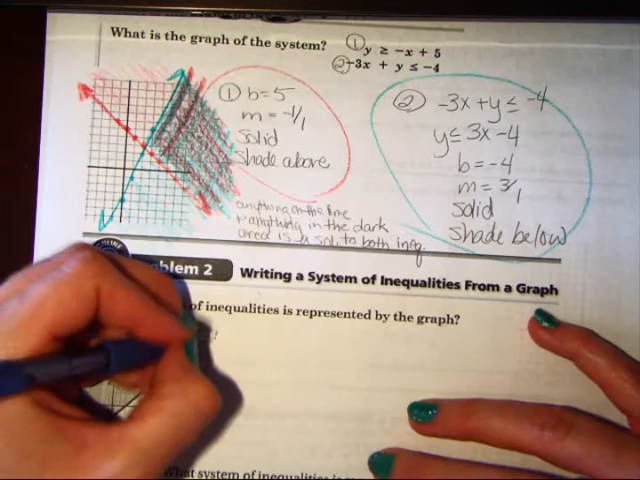 What is the graph of the system?
① y ≥ −x + 5
② −3x + y ≤ −4
① b = 5
m = -1/1
Solid
Shade above
② -3x + y ≤ -4
y ≤ 3x - 4
b = -4
m = 3/1
solid
shade below
anything on the line
anything in the dark
area is a sol. to both ineq.
oblem 2
Writing a System of Inequalities From a Graph
of inequalities is represented by the graph?
What system of inequalities is